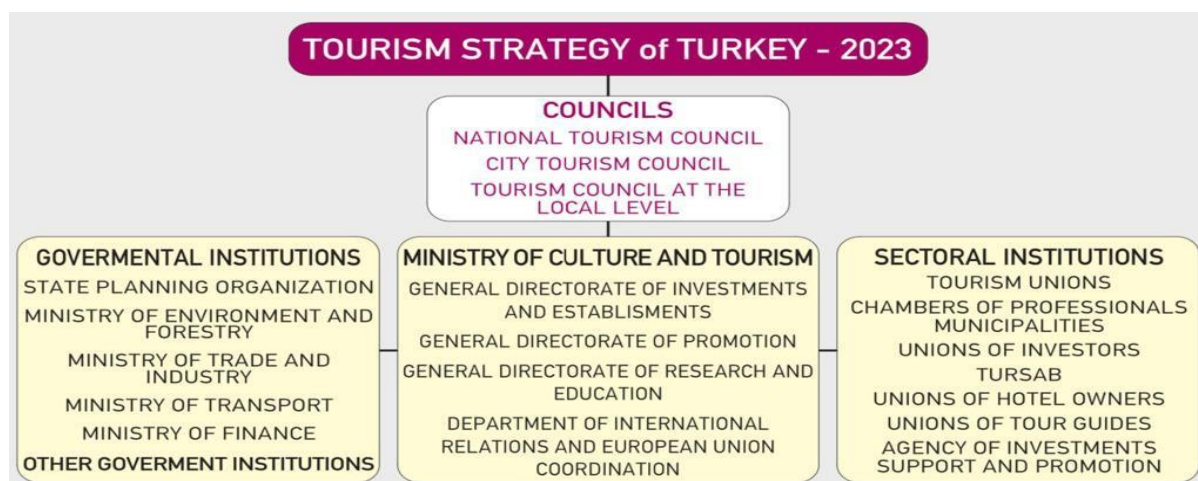 TOURISM STRATEGY of TURKEY - 2023
COUNCILS
NATIONAL TOURISM COUNCIL
CITY TOURISM COUNCIL
TOURISM COUNCIL AT THE
LOCAL LEVEL
GOVERMENTAL INSTITUTIONS
STATE PLANNING ORGANIZATION
MINISTRY OF ENVIRONMENT AND
FORESTRY
MINISTRY OF TRADE AND
INDUSTRY
MINISTRY OF TRANSPORT
MINISTRY OF FINANCE
OTHER GOVERMENT INSTITUTIONS
MINISTRY OF CULTURE AND TOURISM
GENERAL DIRECTORATE OF INVESTMENTS
AND ESTABLISMENTS
GENERAL DIRECTORATE OF PROMOTION
GENERAL DIRECTORATE OF RESEARCH AND
EDUCATION
DEPARTMENT OF INTERNATIONAL
RELATIONS AND EUROPEAN UNION
COORDINATION
SECTORAL INSTITUTIONS
TOURISM UNIONS
CHAMBERS OF PROFESSIONALS
MUNICIPALITIES
UNIONS OF INVESTORS
TURSAB
UNIONS OF HOTEL OWNERS
UNIONS OF TOUR GUIDES
AGENCY OF INVESTMENTS
SUPPORT AND PROMOTION